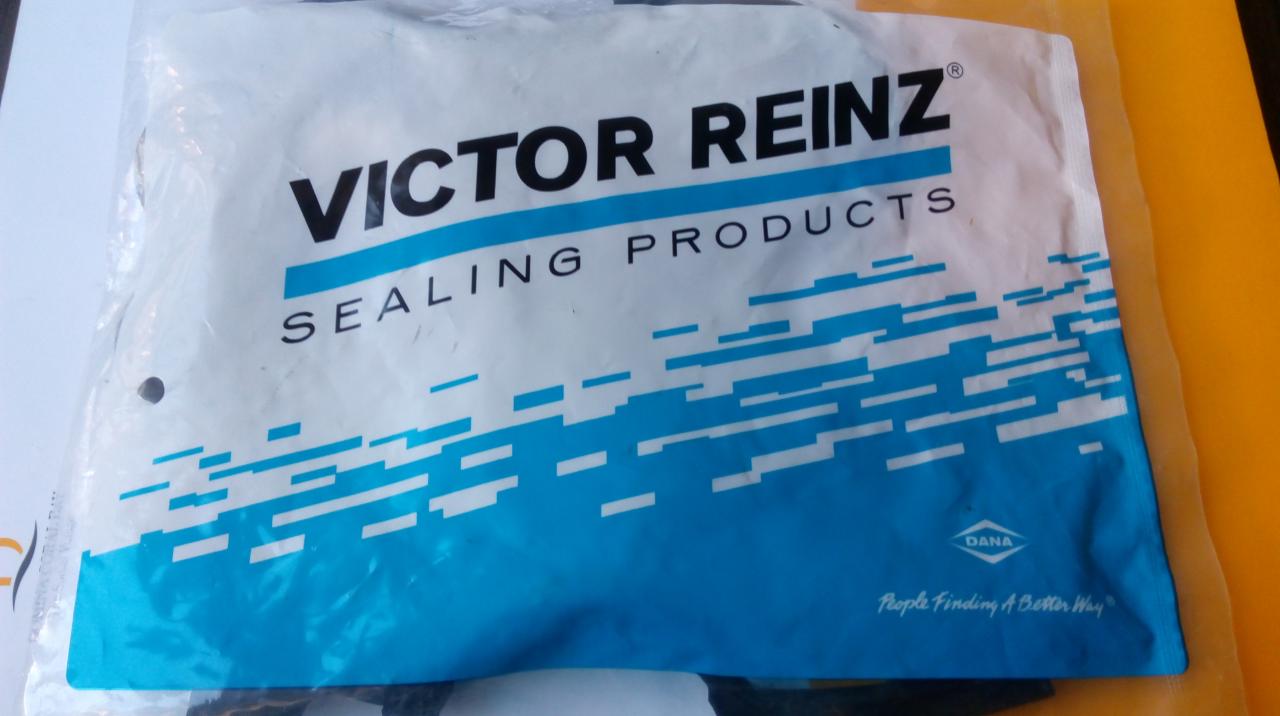 VICTOR REINZ®
SEALING PRODUCTS
DANA
People Finding A Better Way®